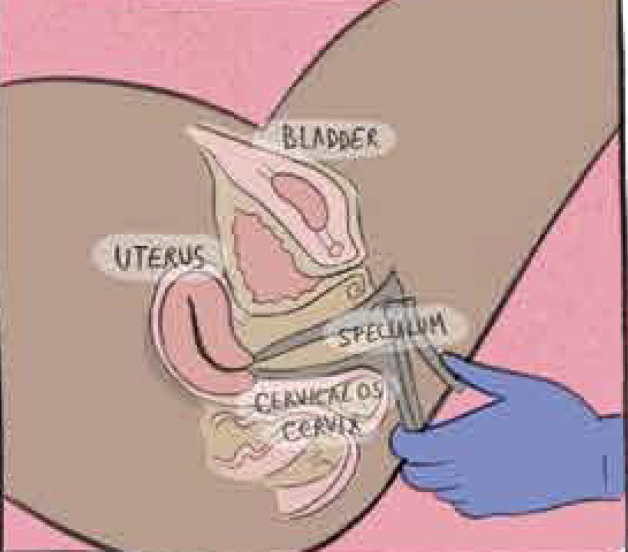 BLADDER
UTERUS
SPECULUM
CERVICAL OS
CERVIX